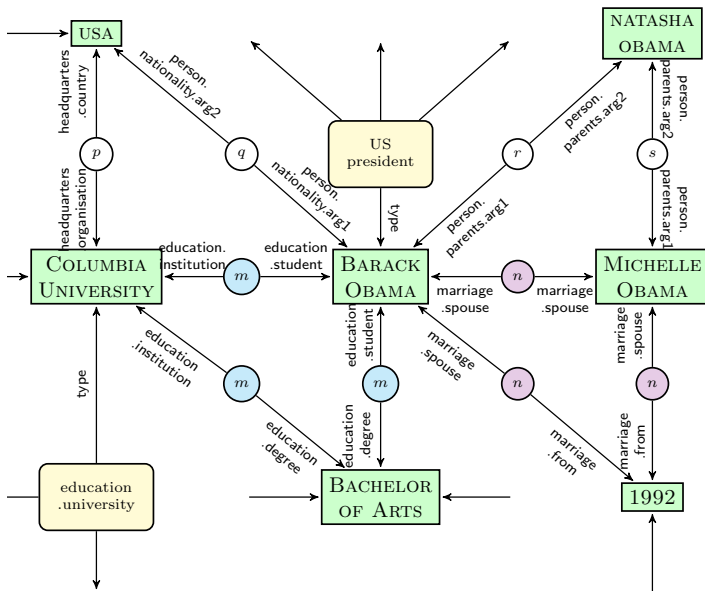 USA
NATASHA
OBAMA
headquarters
.country
person.
nationality.arg2
person.
parents.arg2
person.
parents.arg2
US
president
p
q
r
s
headquarters
organisation
person.
nationality.arg1
type
person.
parents.arg1
person.
parents.arg1
COLUMBIA
UNIVERSITY
education.
institution
m
education
.student
BARACK
OBAMA
marriage
.spouse
n
marriage
.spouse
MICHELLE
OBAMA
type
education
.institution
m
education
.degree
education
.student
m
education
.degree
marriage
.spouse
n
marriage
.from
marriage
.spouse
n
marriage
.from
education
.university
BACHELOR
OF ARTS
1992